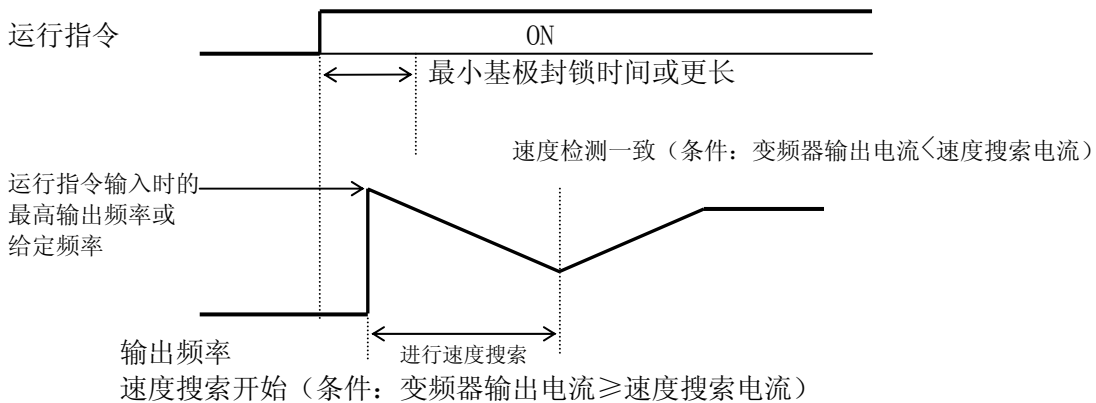 运行指令
ON
最小基极封锁时间或更长
速度检测一致（条件：变频器输出电流<速度搜索电流）
运行指令输入时的
最高输出频率或
给定频率
输出频率
进行速度搜索
速度搜索开始（条件：变频器输出电流≥速度搜索电流）